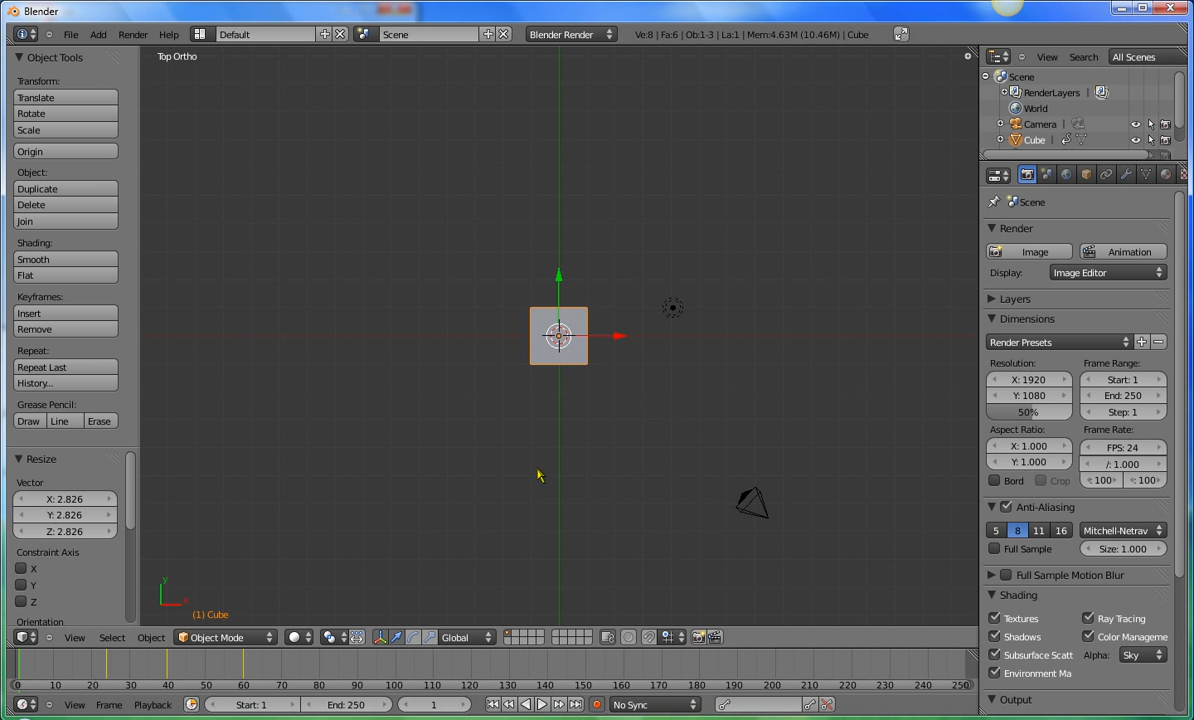 Blender
File Add Render Help Default Scene Blender Render Ve:8 | Fa:6 | Ob:1-3 | La:1 | Mem:4.63M (10.46M) | Cube
Object Tools
Transform:
Translate
Rotate
Scale
Origin
Object:
Duplicate
Delete
Join
Shading:
Smooth
Flat
Keyframes:
Insert
Remove
Repeat:
Repeat Last
History...
Grease Pencil:
Draw Line Erase
Resize
Vector
X: 2.826
Y: 2.826
Z: 2.826
Constraint Axis
X
Y
Z
Orientation
Top Ortho
y
x
(1) Cube
View Select Object Object Mode Global
0 10 20 30 40 50 60 70 80 90 100 110 120 130 140 150 160 170 180 190 200 210 220 230 240 250
View Frame Playback Start: 1 End: 250 1 No Sync
View Search All Scenes
Scene
RenderLayers
World
Camera
Cube
Scene
Render
Image Animation
Display: Image Editor
Layers
Dimensions
Render Presets
Resolution: Frame Range:
X: 1920 Start: 1
Y: 1080 End: 250
50% Step: 1
Aspect Ratio: Frame Rate:
X: 1.000 FPS: 24
Y: 1.000 /: 1.000
Bord Crop : 100 : 100
Anti-Aliasing
5 8 11 16 Mitchell-Netrav
Full Sample Size: 1.000
Full Sample Motion Blur
Shading
Textures Ray Tracing
Shadows Color Manageme
Subsurface Scatt Alpha: Sky
Environment Ma
Output